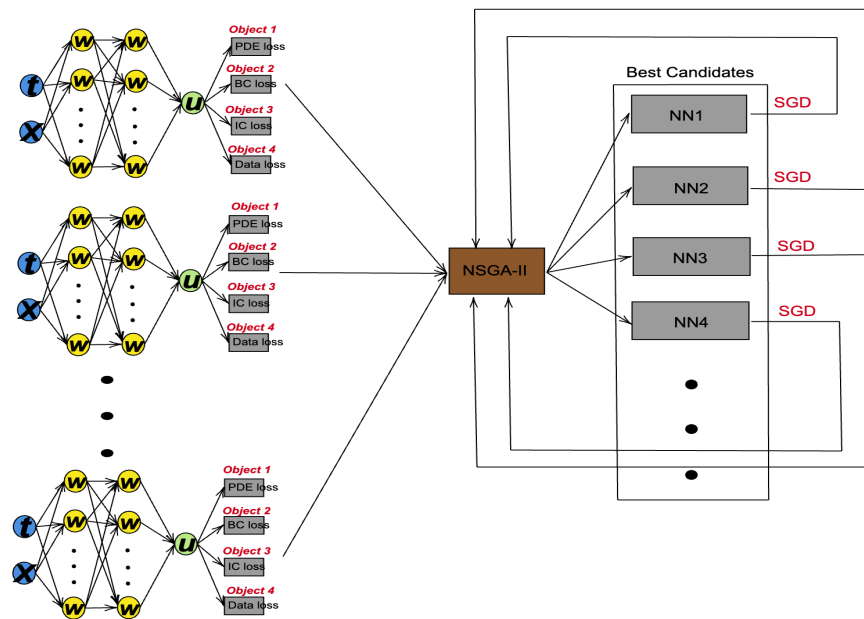 t
x
w
w
w
w
w
w
u
Object 1
PDE loss
Object 2
BC loss
Object 3
IC loss
Object 4
Data loss
t
x
w
w
w
w
w
w
u
Object 1
PDE loss
Object 2
BC loss
Object 3
IC loss
Object 4
Data loss
t
x
w
w
w
w
w
w
u
Object 1
PDE loss
Object 2
BC loss
Object 3
IC loss
Object 4
Data loss
NSGA-II
Best Candidates
NN1
SGD
NN2
SGD
NN3
SGD
NN4
SGD